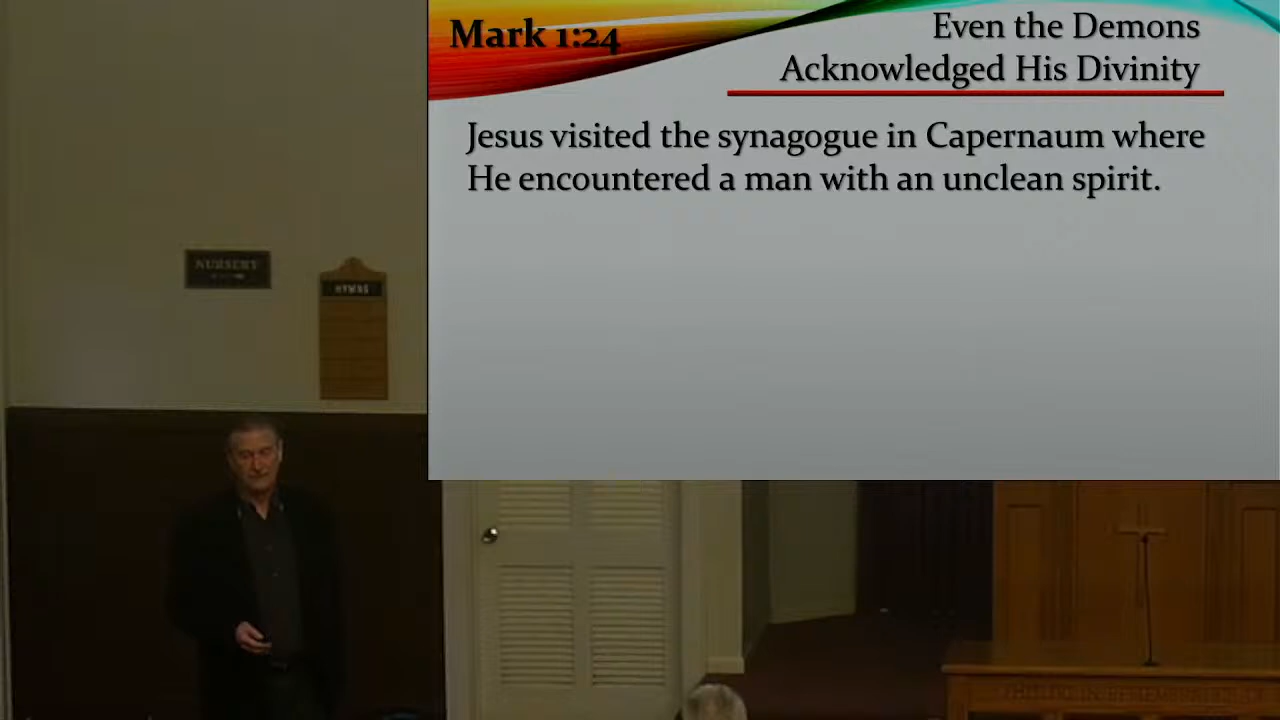 Mark 1:24
Even the Demons
Acknowledged His Divinity
Jesus visited the synagogue in Capernaum where
He encountered a man with an unclean spirit.
NURSERY
HYMNS